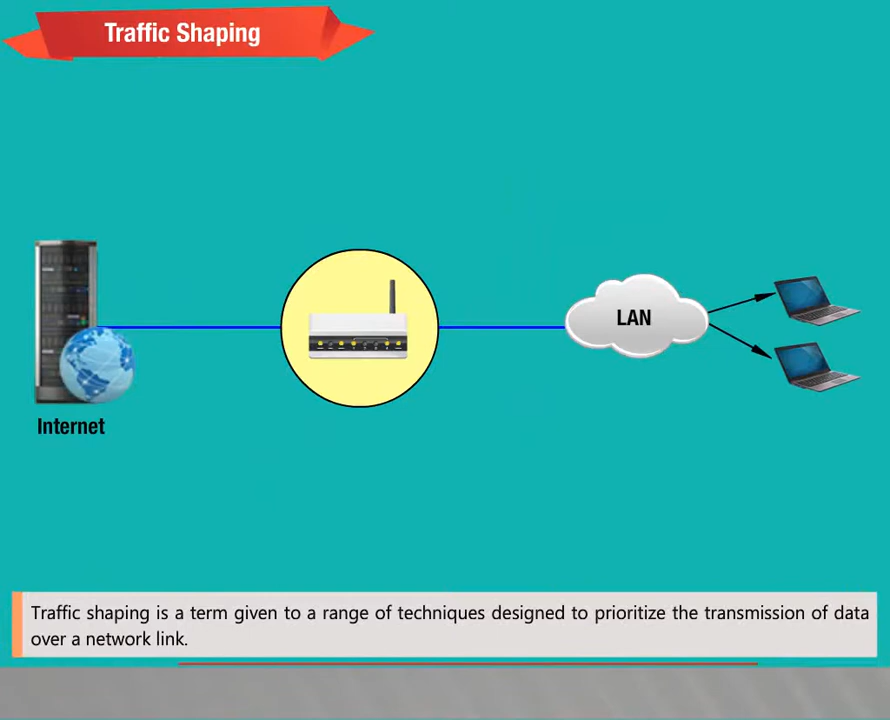 Traffic Shaping
LAN
Internet
Traffic shaping is a term given to a range of techniques designed to prioritize the transmission of data
over a network link.